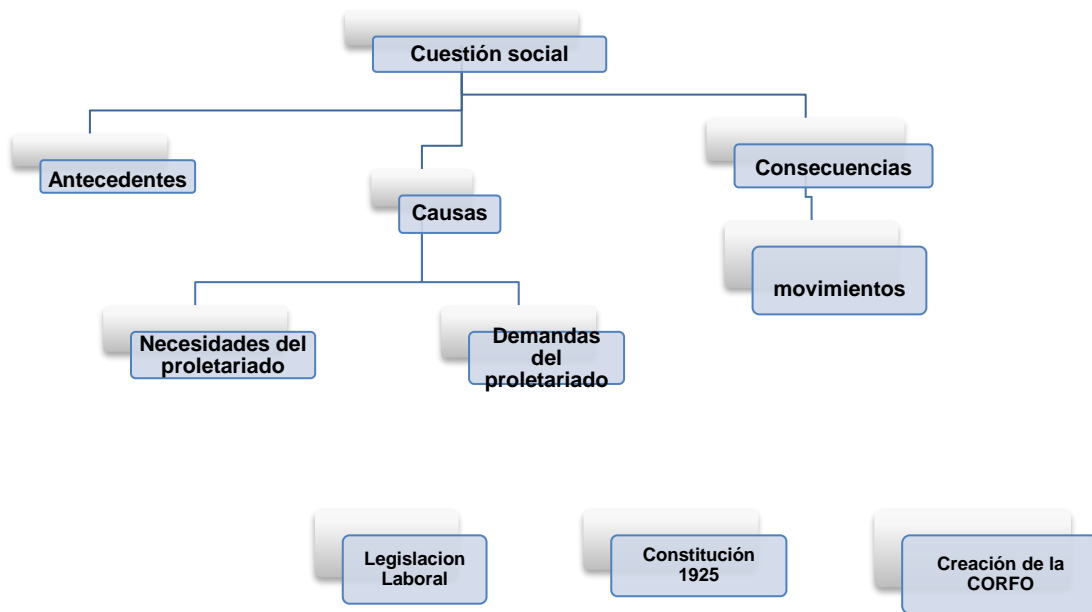 Cuestión social
Antecedentes
Consecuencias
Causas
movimientos
Necesidades del
proletariado
Demandas
del
proletariado
Legislacion
Laboral
Constitución
1925
Creación de la
CORFO